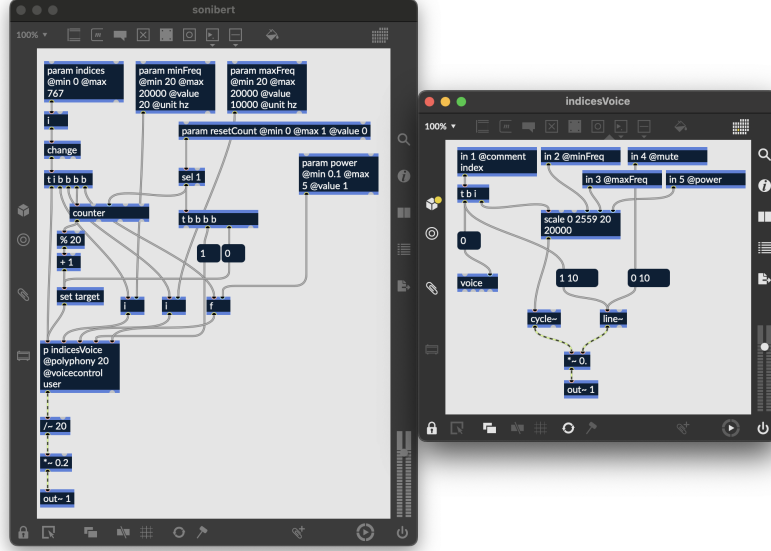 sonibert
100%
param indices
@min 0 @max
767
param minFreq
@min 20 @max
20000 @value
20 @unit hz
param maxFreq
@min 20 @max
20000 @value
10000 @unit hz
i
param resetCount @min 0 @max 1 @value 0
change
param power
@min 0.1 @max
5 @value 1
sel 1
t i b b b b
counter
t b b b b
% 20
1
0
+ 1
set target
i
i
f
p indicesVoice
@polyphony 20
@voicecontrol
user
/~ 20
*~ 0.2
out~ 1
indicesVoice
100%
in 1 @comment
index
in 2 @minFreq
in 4 @mute
in 3 @maxFreq
in 5 @power
t b i
scale 0 2559 20
20000
0
voice
1 10
0 10
cycle~
line~
*~ 0.
out~ 1